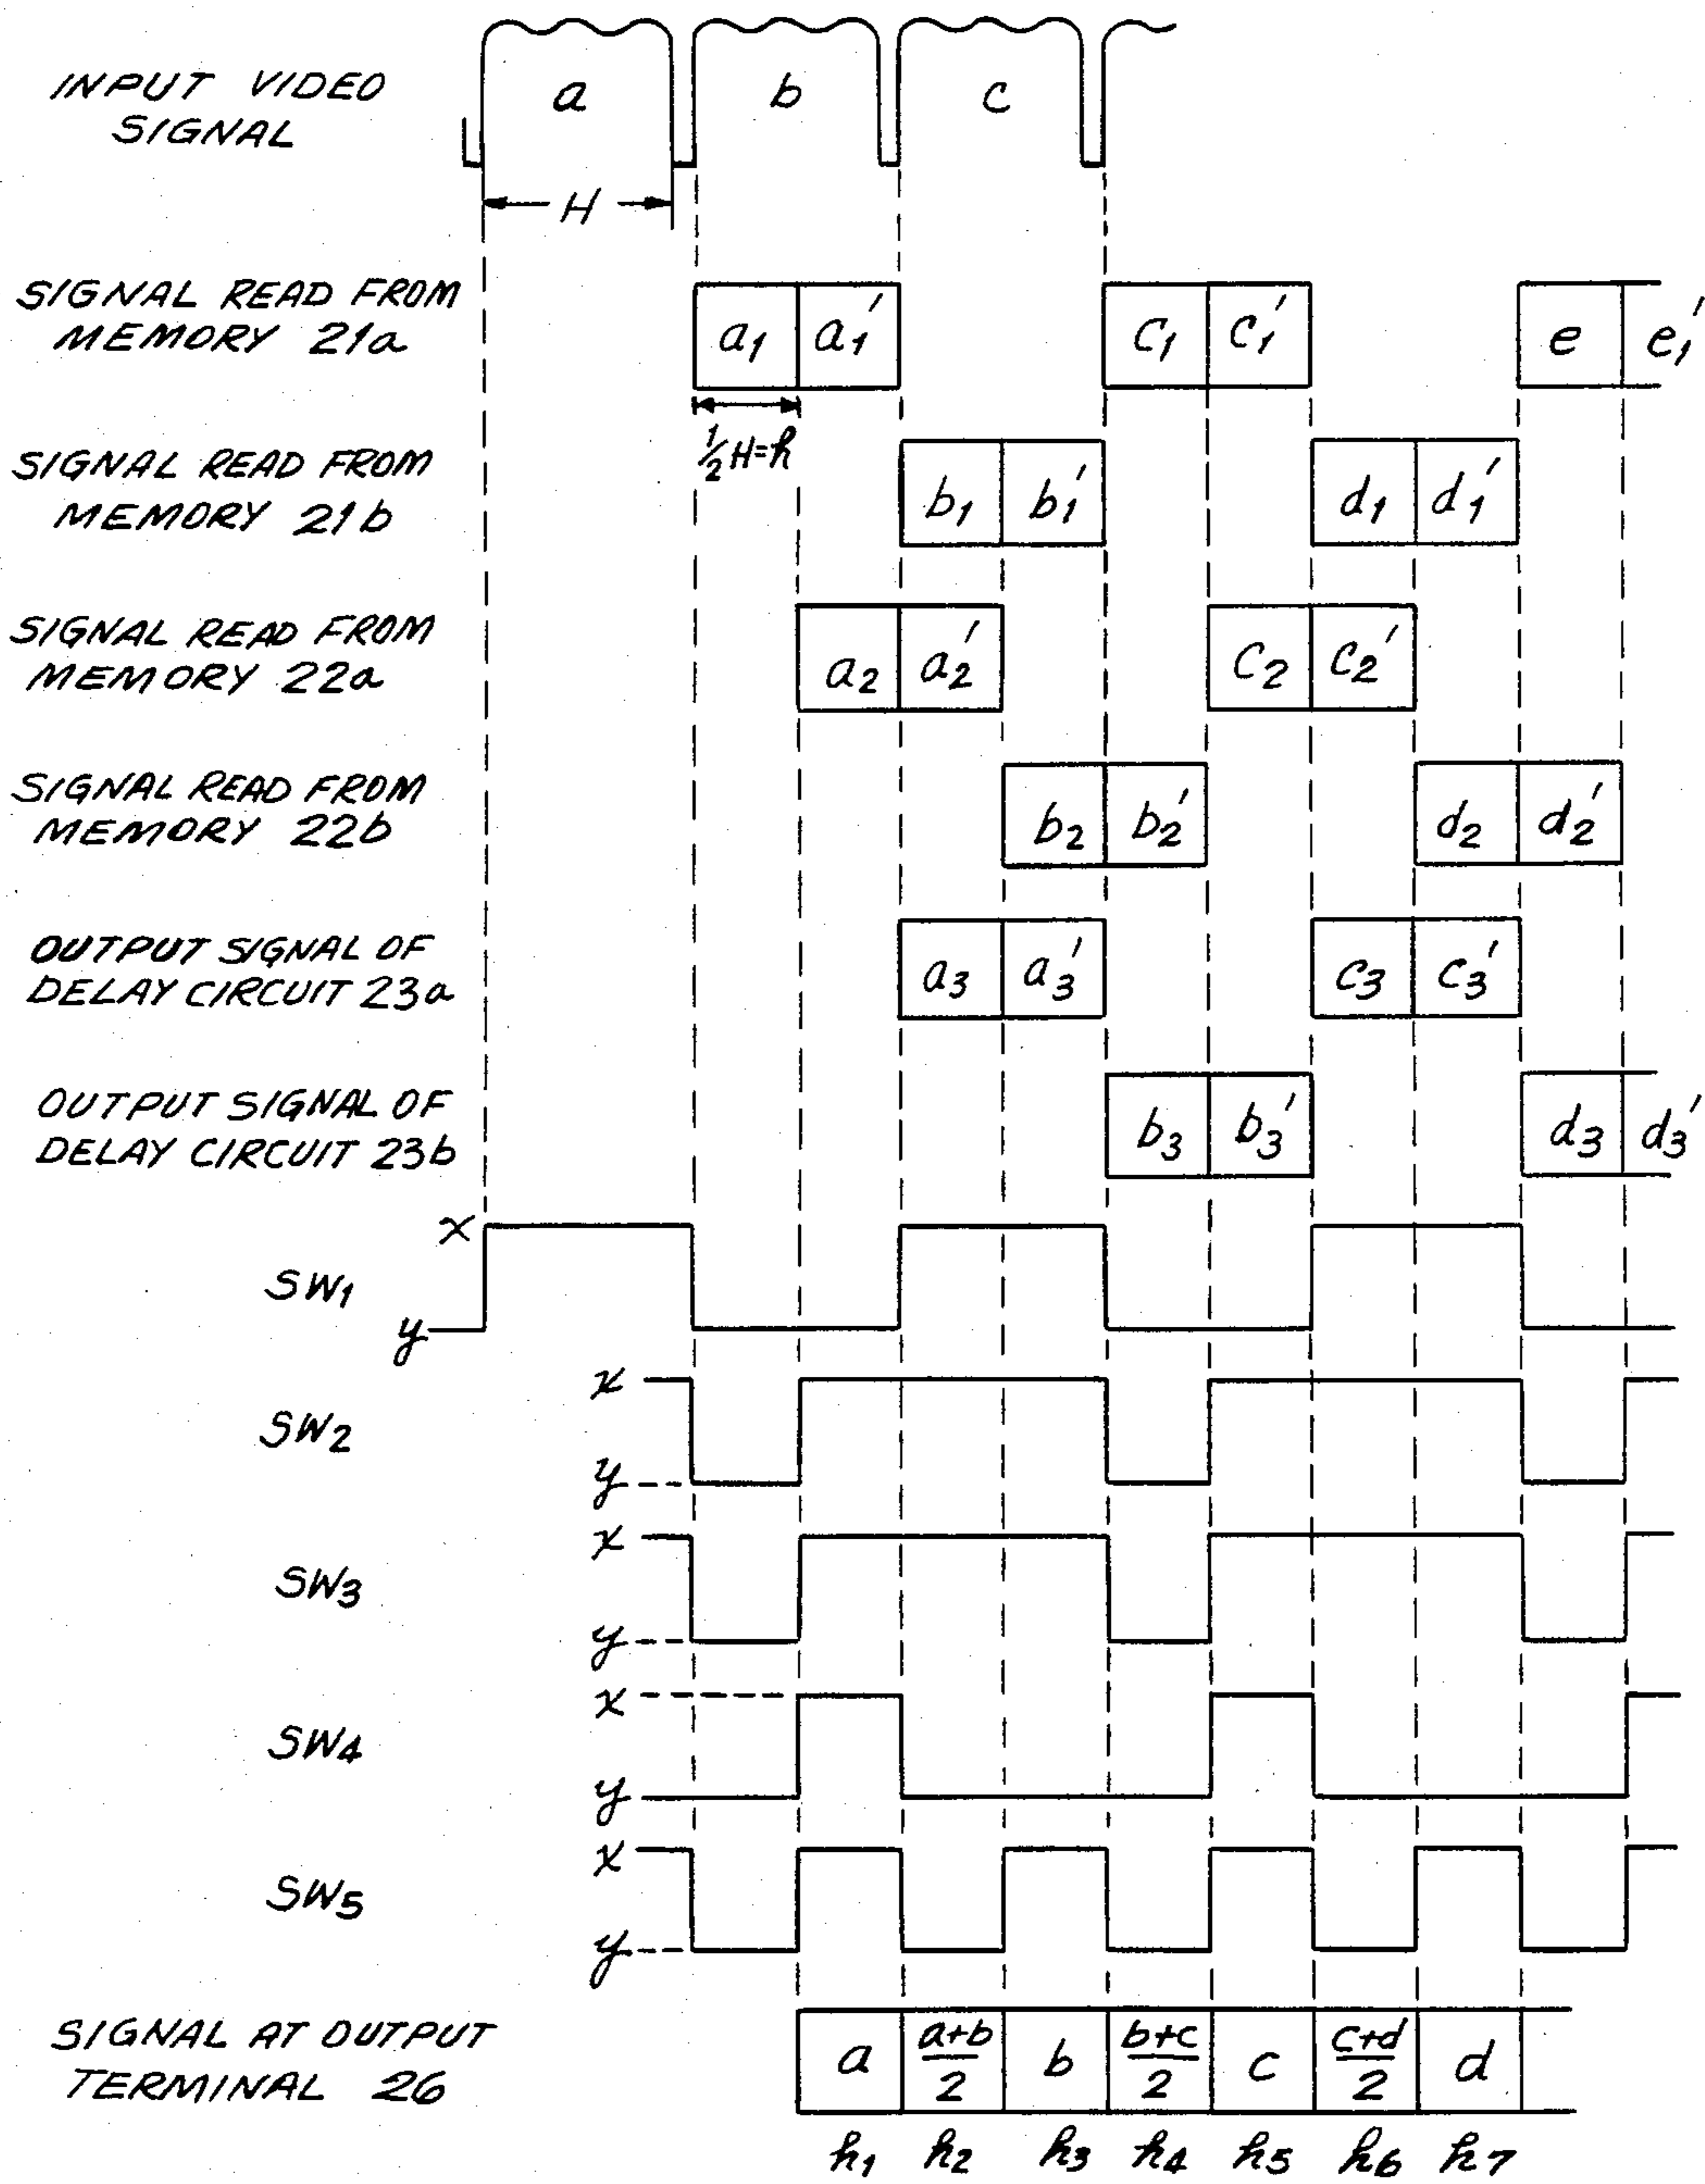 INPUT VIDEO
SIGNAL
a b c
H
SIGNAL READ FROM
MEMORY 21a
a1 a1' c1 c1' e e1'
½H=h
SIGNAL READ FROM
MEMORY 21b
b1 b1' d1 d1'
SIGNAL READ FROM
MEMORY 22a
a2 a2' c2 c2'
SIGNAL READ FROM
MEMORY 22b
b2 b2' d2 d2'
OUTPUT SIGNAL OF
DELAY CIRCUIT 23a
a3 a3' c3 c3'
OUTPUT SIGNAL OF
DELAY CIRCUIT 23b
b3 b3' d3 d3'
x
SW1
y
x
SW2
y
x
SW3
y
x
SW4
y
x
SW5
y
SIGNAL AT OUTPUT
TERMINAL 26
a a+b/2 b b+c/2 c c+d/2 d
h1 h2 h3 h4 h5 h6 h7